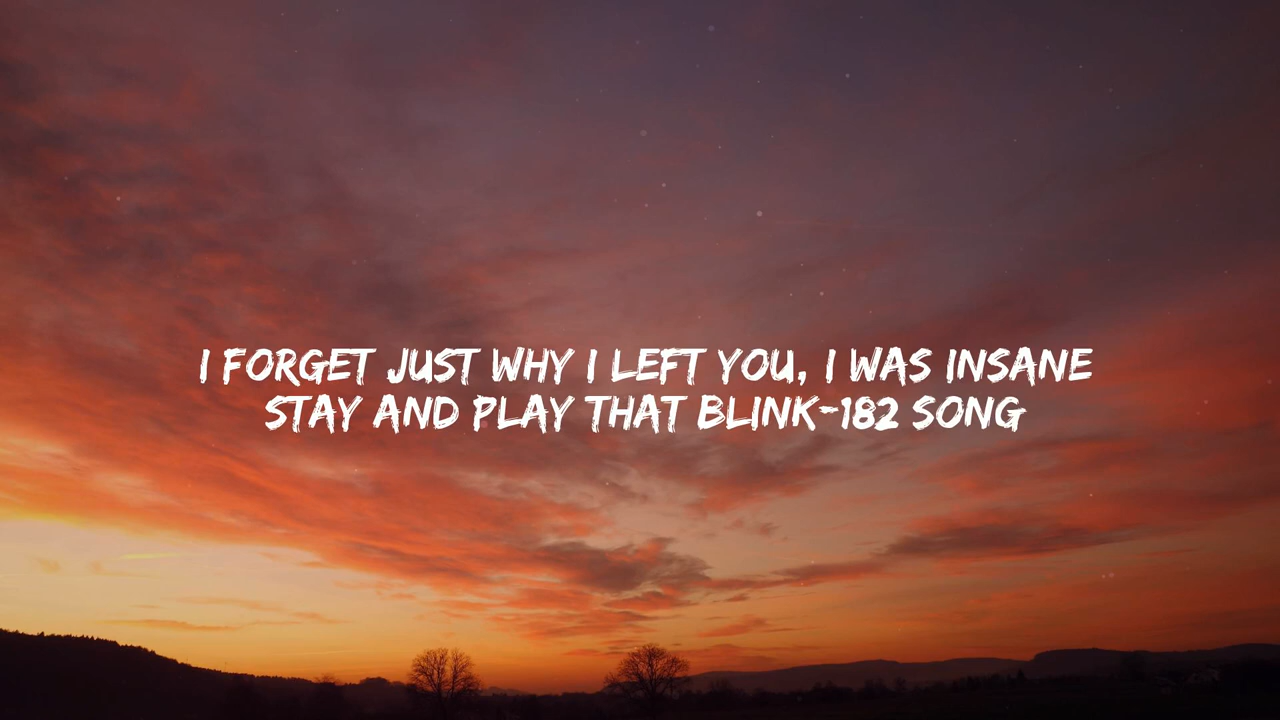 I FORGET JUST WHY I LEFT YOU, I WAS INSANE
STAY AND PLAY THAT BLINK-182 SONG